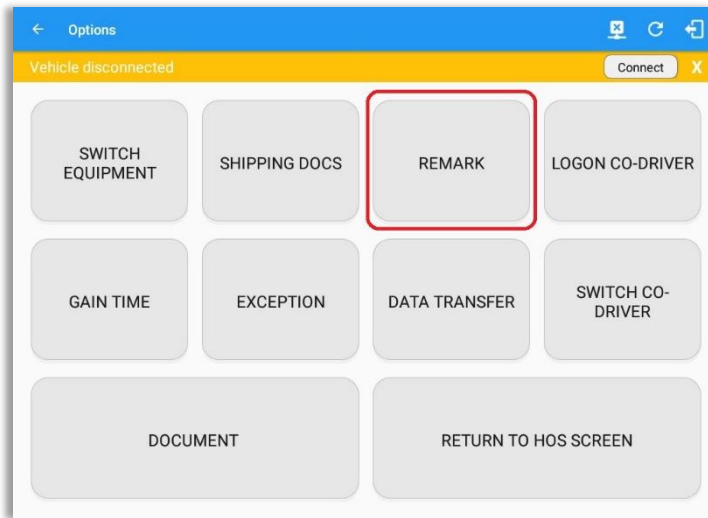 Options
Vehicle disconnected
Connect
X
SWITCH
EQUIPMENT
SHIPPING DOCS
REMARK
LOGON CO-DRIVER
GAIN TIME
EXCEPTION
DATA TRANSFER
SWITCH CO-
DRIVER
DOCUMENT
RETURN TO HOS SCREEN